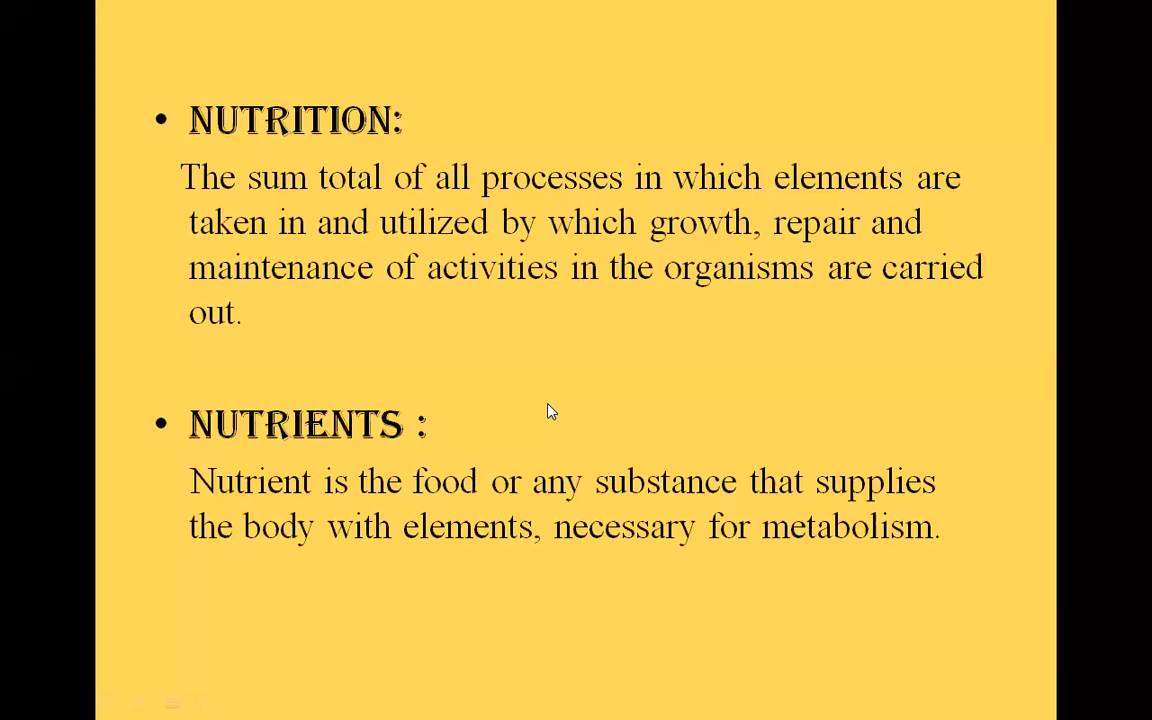 • NUTRITION:
The sum total of all processes in which elements are
taken in and utilized by which growth, repair and
maintenance of activities in the organisms are carried
out.
• NUTRIENTS :
Nutrient is the food or any substance that supplies
the body with elements, necessary for metabolism.